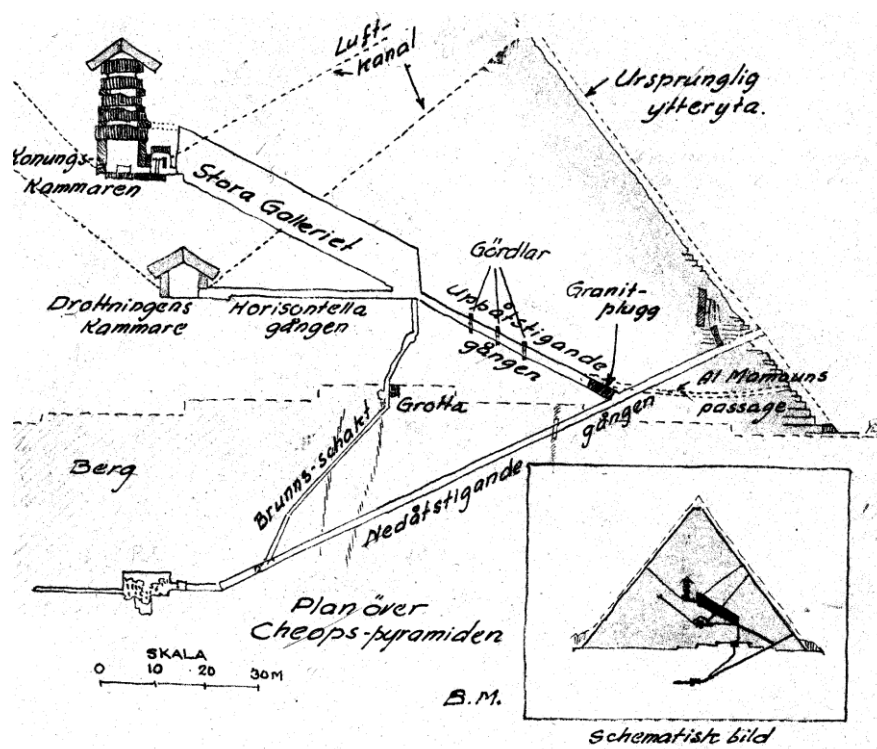 Luft-
kanal
Ursprunglig
ytteryta.
Konungs-
Kammaren
Stora Galleriet
Gördlar
Granit-
plugg
Drottningens
Kammare
Horisontella
gången
Uppåtstigande
gången
Al Mamouns
passage
Grotta
Brunns-schakt
Nedåtstigande gången
Berg
Plan över
Cheops-pyramiden
SKALA
0 10 20 30M
B.M.
Schematisk bild